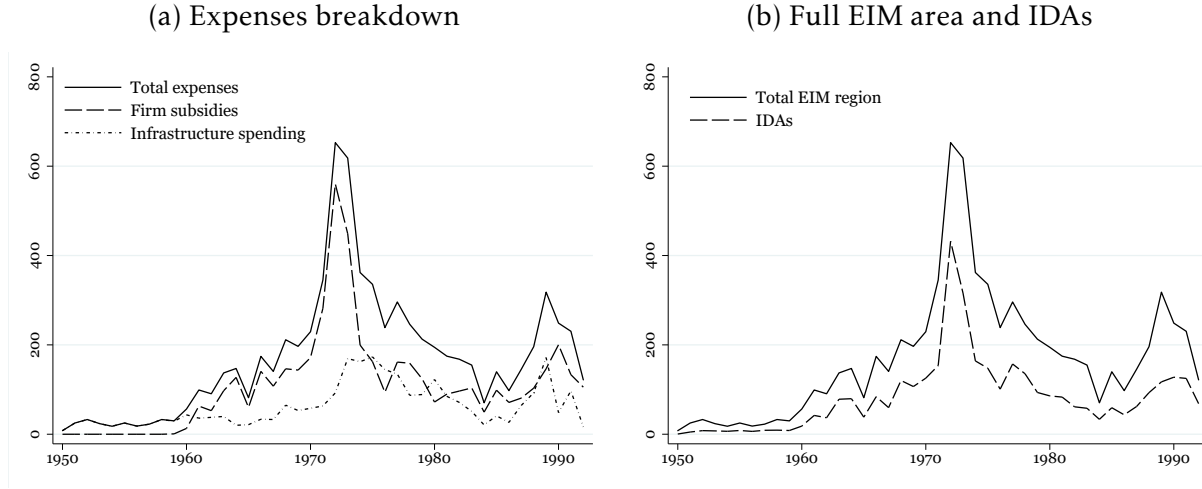 (a) Expenses breakdown
800
600
400
200
0
Total expenses
Firm subsidies
Infrastructure spending
1950 1960 1970 1980 1990
(b) Full EIM area and IDAs
800
600
400
200
0
Total EIM region
IDAs
1950 1960 1970 1980 1990